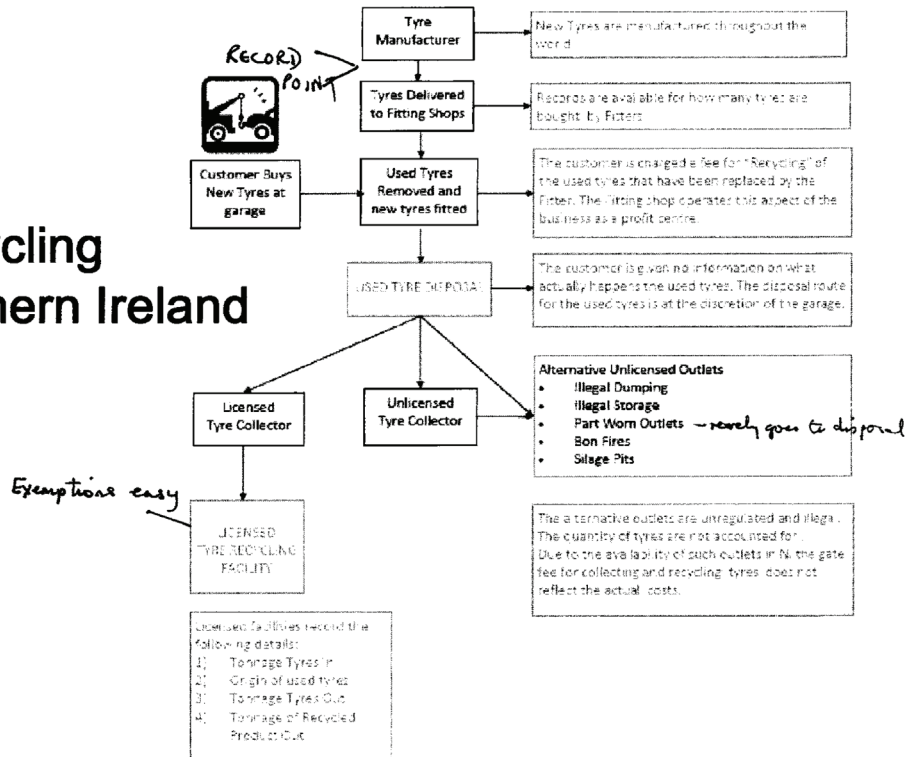 Tyre
Manufacturer
New Tyres are manufactured throughout the
world
RECORD
POINT
Tyres Delivered
to Fitting Shops
Records are available for how many tyres are
bought by Fitters
Customer Buys
New Tyres at
garage
Used Tyres
Removed and
new tyres fitted
The customer is charged a fee for "Recycling" of
the used tyres that have been replaced by the
Fitter. The Fitting shop operates this aspect of the
business as a profit centre.
cling
hern Ireland
USED TYRE DISPOSAL
The customer is given no information on what
actually happens the used tyres. The disposal route
for the used tyres is at the discretion of the garage.
Licensed
Tyre Collector
Unlicensed
Tyre Collector
Alternative Unlicensed Outlets
• Illegal Dumping
• Illegal Storage
• Part Worn Outlets - rarely goes to disposal
• Bon Fires
• Silage Pits
Exemptions easy
LICENSED
TYRE RECYCLING
FACILITY
The alternative outlets are unregulated and illegal.
The quantity of tyres are not accounted for.
Due to the availability of such outlets in NI, the gate
fee for collecting and recycling tyres does not
reflect the actual costs.
Licensed facilities record the
following details:
1) Tonnage Tyres In
2) Origin of used tyres
3) Tonnage Tyres Out
4) Tonnage of Recycled
Product Out